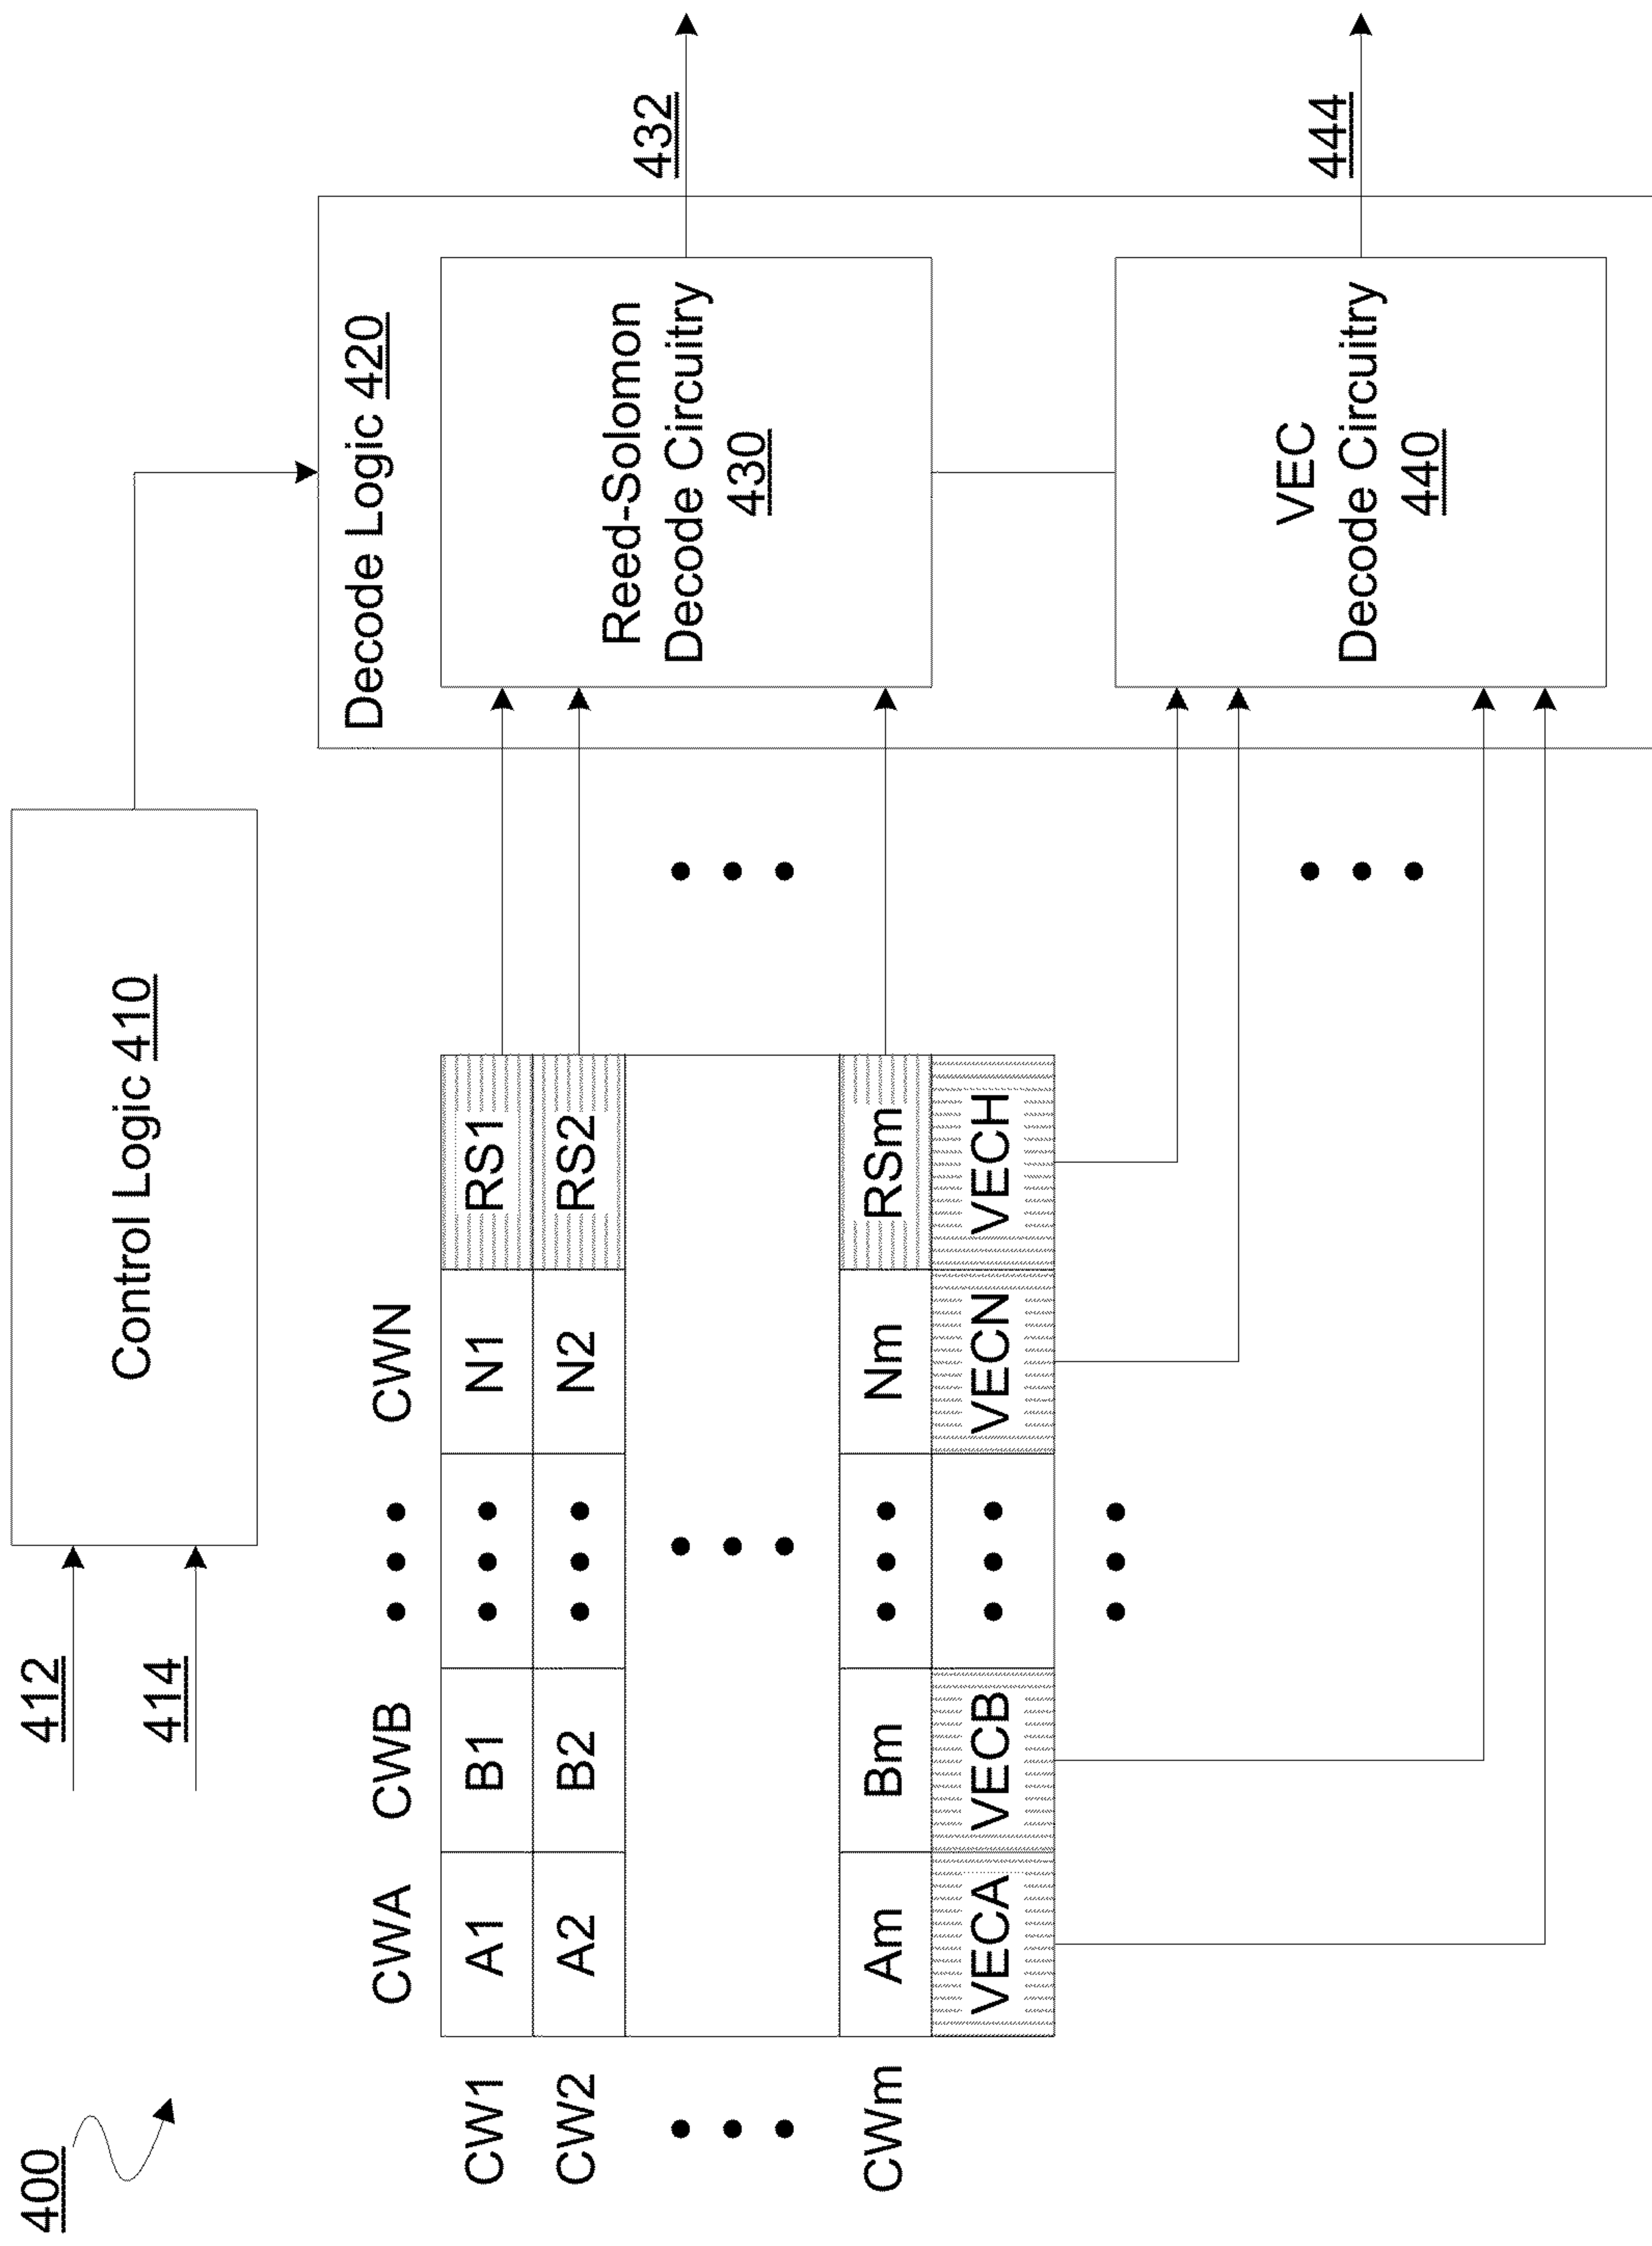 400
412
414
Control Logic 410
Decode Logic 420
CWA CWB CWN
CW1 A1 B1 N1 RS1
CW2 A2 B2 N2 RS2
CWm Am Bm Nm RSm
VECA VECB VECN VECH
Reed-Solomon
Decode Circuitry
430
432
VEC
Decode Circuitry
440
444